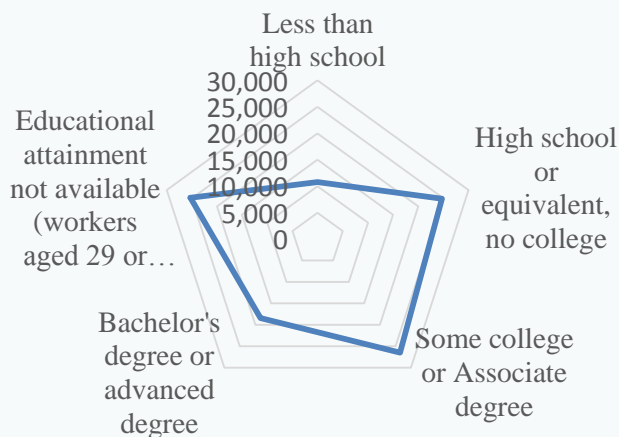 Less than
high school
30,000
25,000
20,000
15,000
10,000
5,000
0
High school
or
equivalent,
no college
Some college
or Associate
degree
Bachelor's
degree or
advanced
degree
Educational
attainment
not available
(workers
aged 29 or…